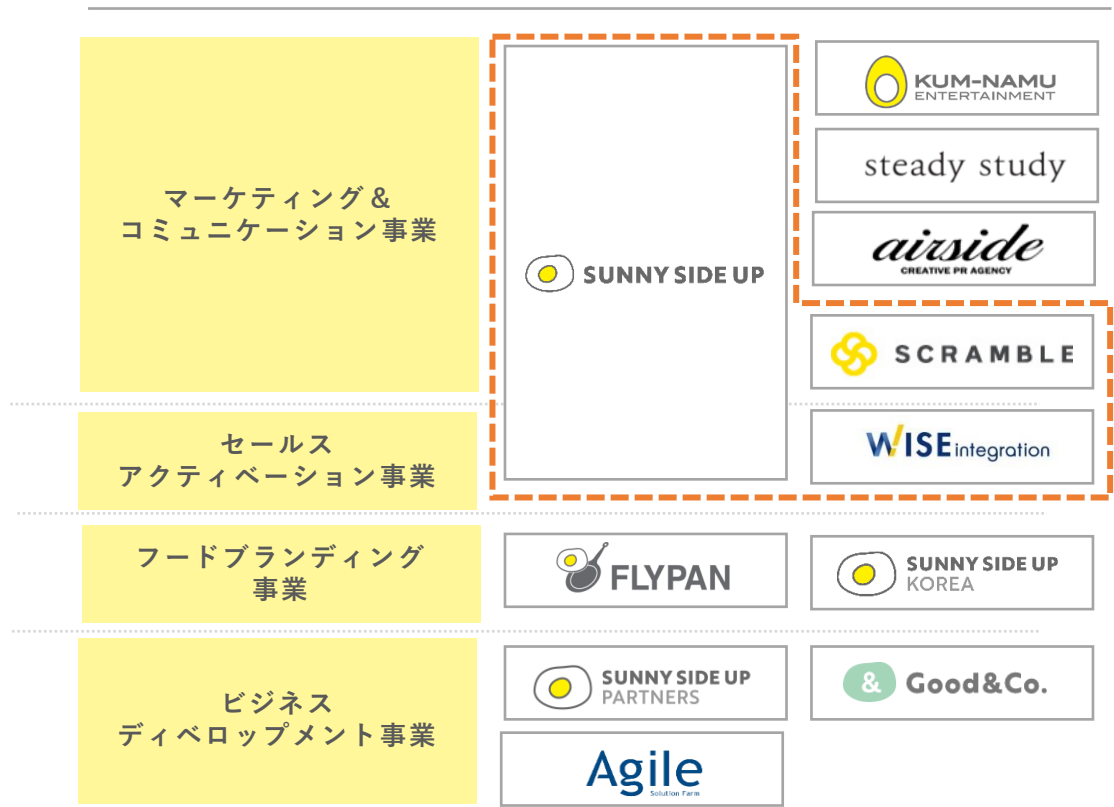 マーケティング＆
コミュニケーション事業
SUNNY SIDE UP
KUM-NAMU
ENTERTAINMENT
steady study
airside
CREATIVE PR AGENCY
SCRAMBLE
セールス
アクティベーション事業
WISE integration
フードブランディング
事業
FLYPAN
SUNNY SIDE UP
KOREA
ビジネス
ディベロップメント事業
SUNNY SIDE UP
PARTNERS
& Good&Co.
Agile
Solution Farm